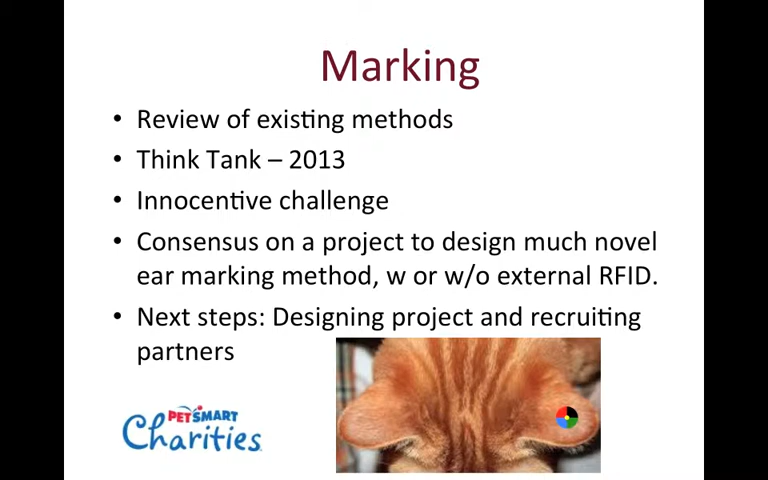 Marking
• Review of existing methods
• Think Tank – 2013
• Innocentive challenge
• Consensus on a project to design much novel
ear marking method, w or w/o external RFID.
• Next steps: Designing project and recruiting
partners
PETSMART
Charities